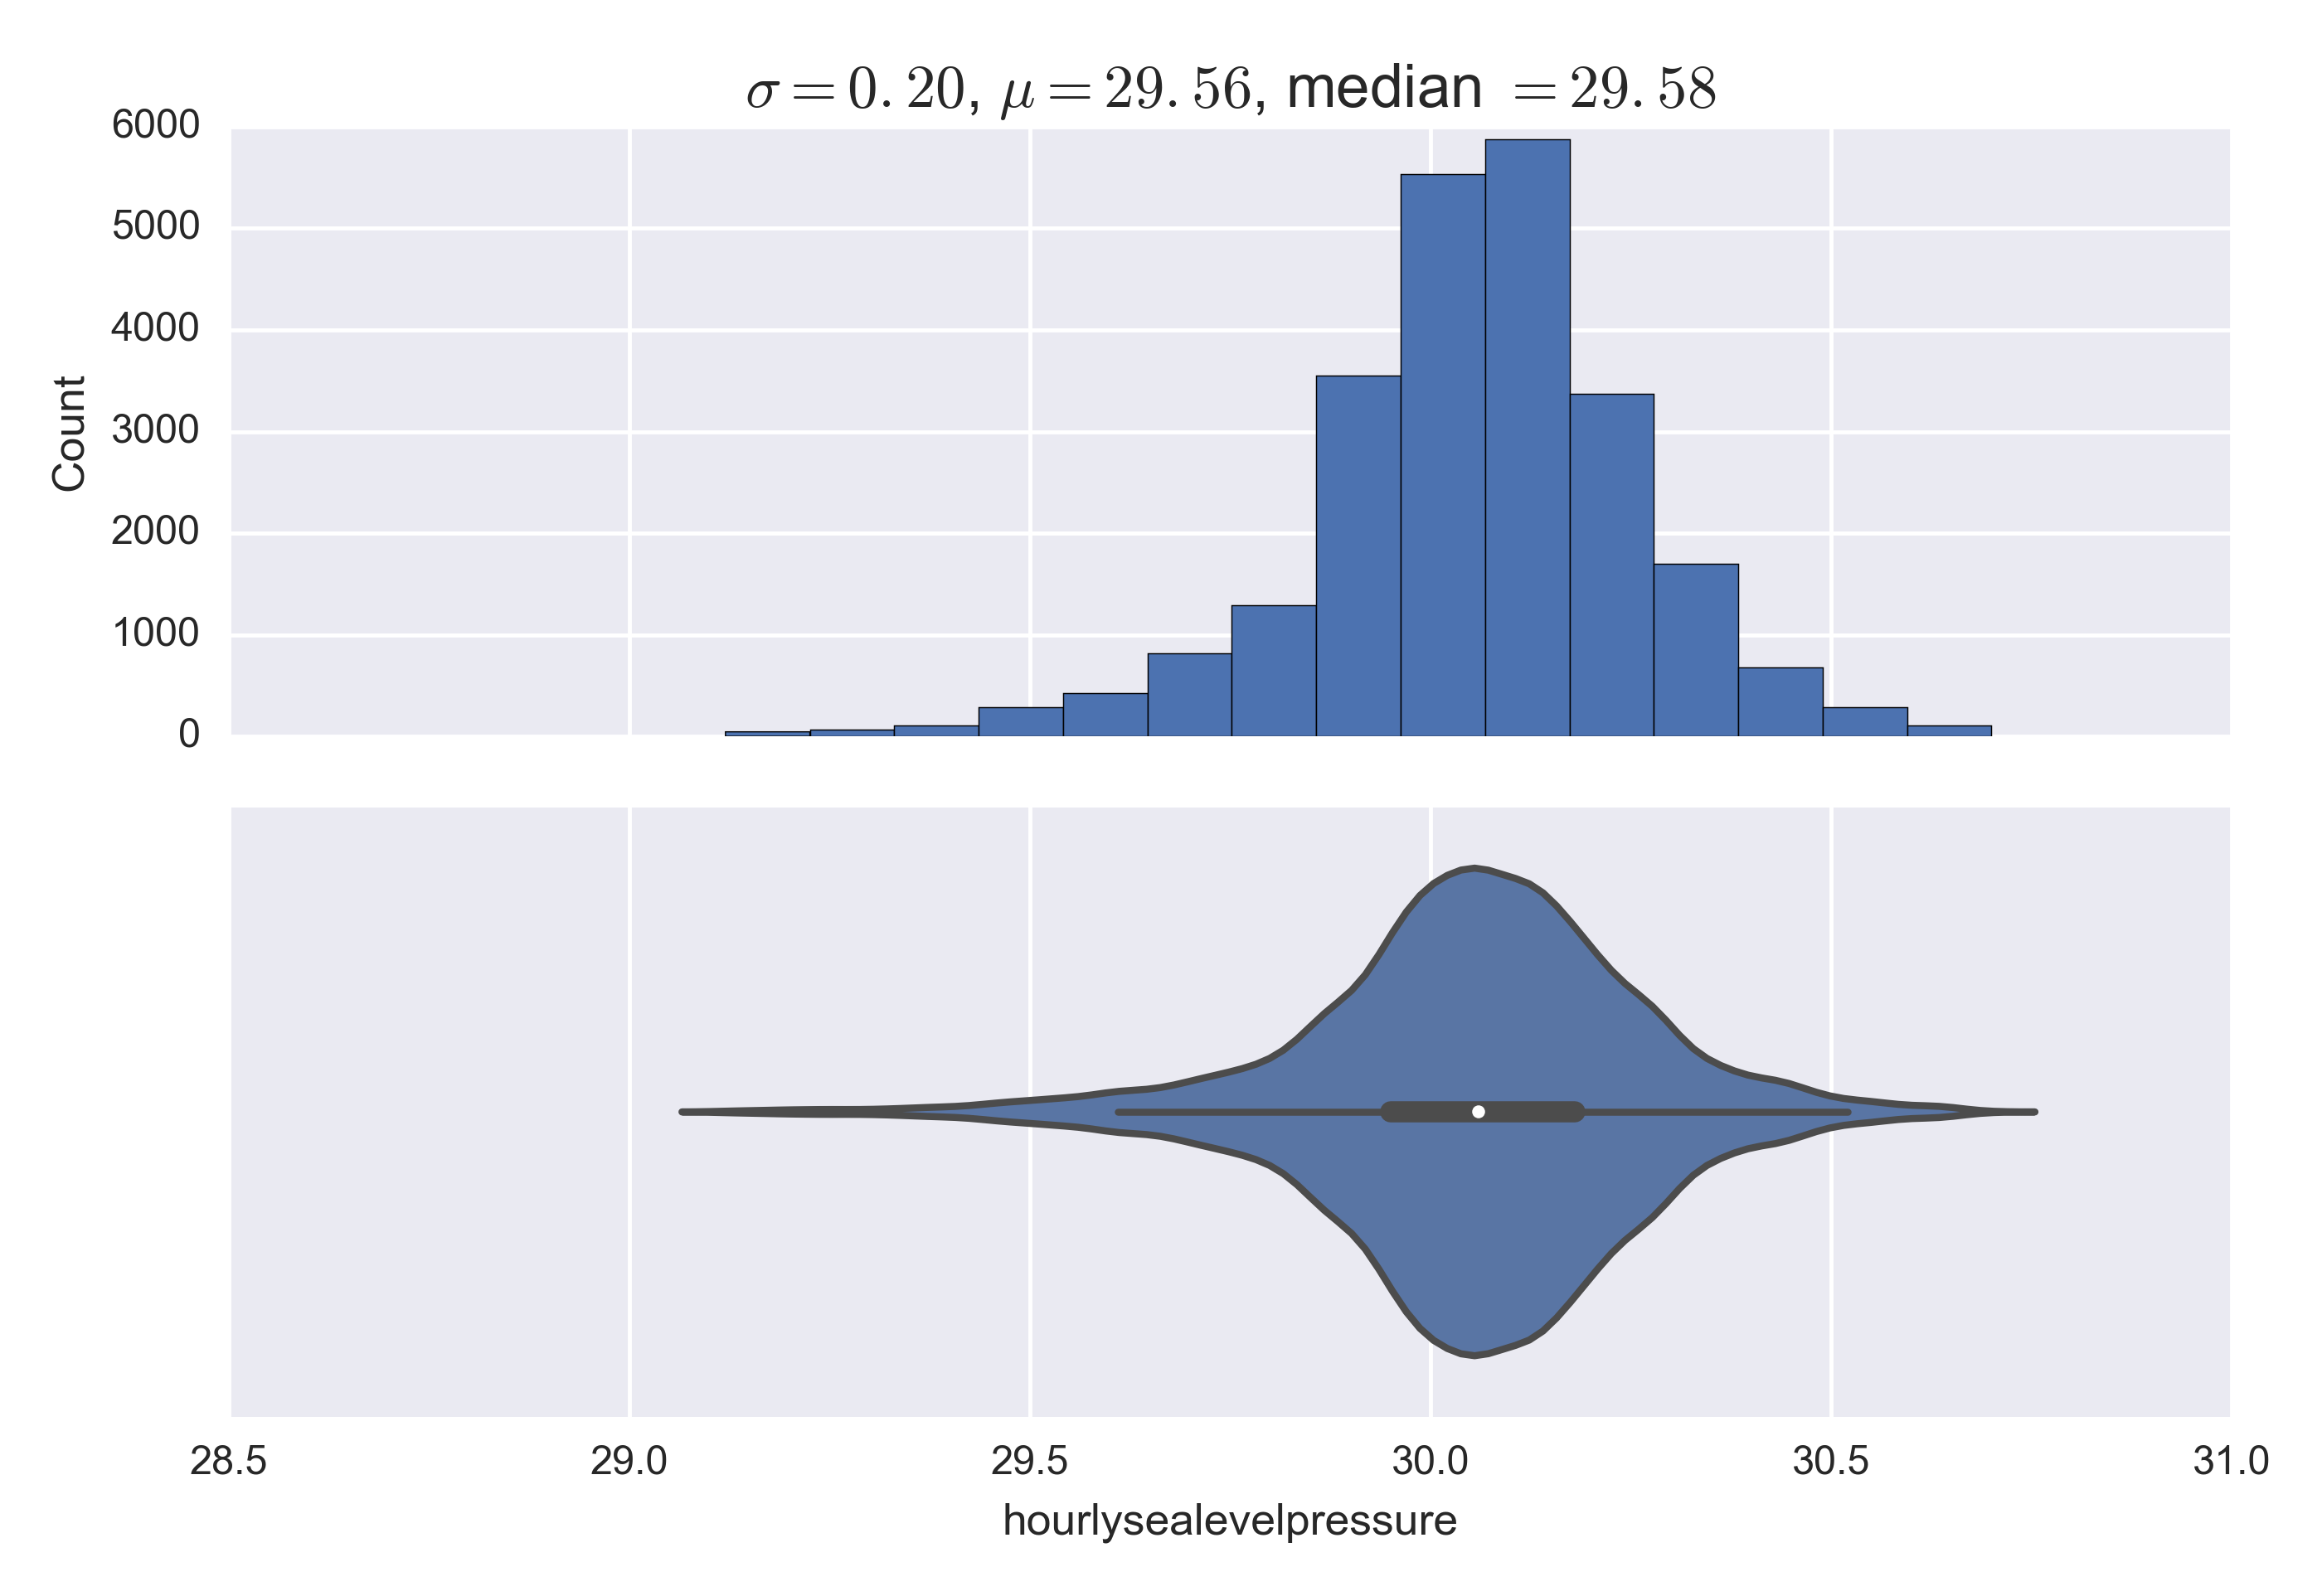 σ = 0.20, μ = 29.56, median = 29.58
6000
5000
4000
3000
2000
1000
0
Count
28.5 29.0 29.5 30.0 30.5 31.0
hourlysealevelpressure